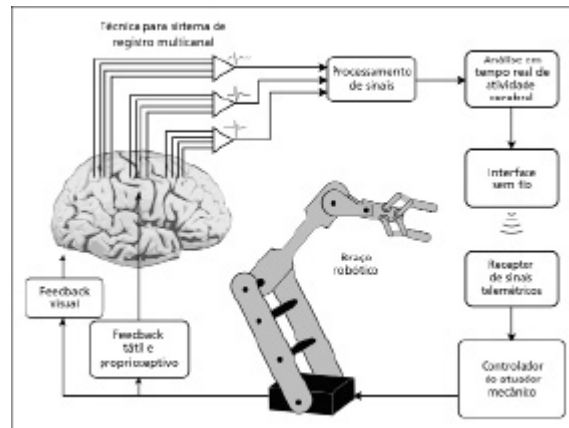 Técnica para sistema de
registro multicanal
Processamento
de sinais
Análise em
tempo real de
atividade
cerebral
Interface
sem fio
Receptor
de sinais
telemétricos
Controlador
do atuador
mecânico
Braço
robótico
Feedback
visual
Feedback
tátil e
proprioceptivo